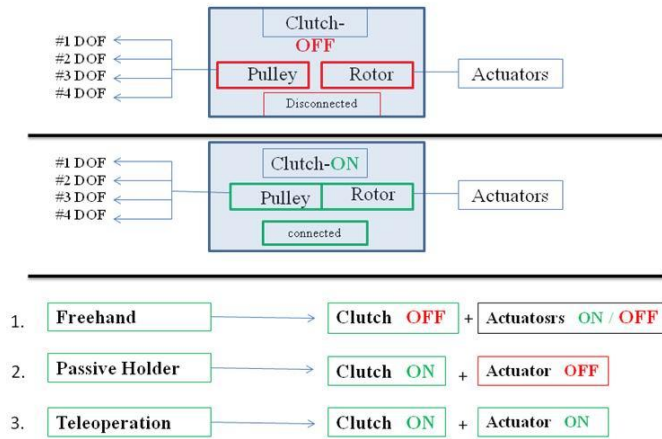 Clutch-
OFF
#1 DOF
#2 DOF
#3 DOF
#4 DOF
Pulley
Rotor
Actuators
Disconnected
Clutch-ON
#1 DOF
#2 DOF
#3 DOF
#4 DOF
Pulley
Rotor
Actuators
connected
1. Freehand Clutch OFF + Actuatosrs ON / OFF
2. Passive Holder Clutch ON + Actuator OFF
3. Teleoperation Clutch ON + Actuator ON